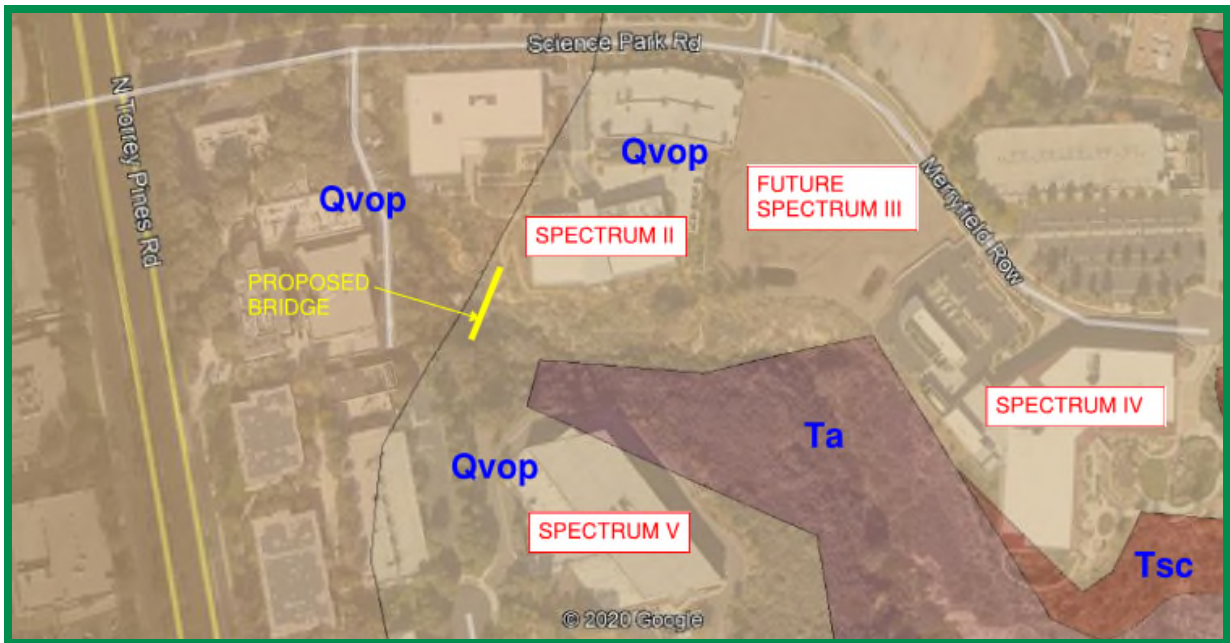 Science Park Rd
N Torrey Pines Rd
Qvop
Qvop
FUTURE
SPECTRUM III
Merryfield Row
SPECTRUM II
PROPOSED
BRIDGE
SPECTRUM IV
Ta
Qvop
SPECTRUM V
Tsc
© 2020 Google